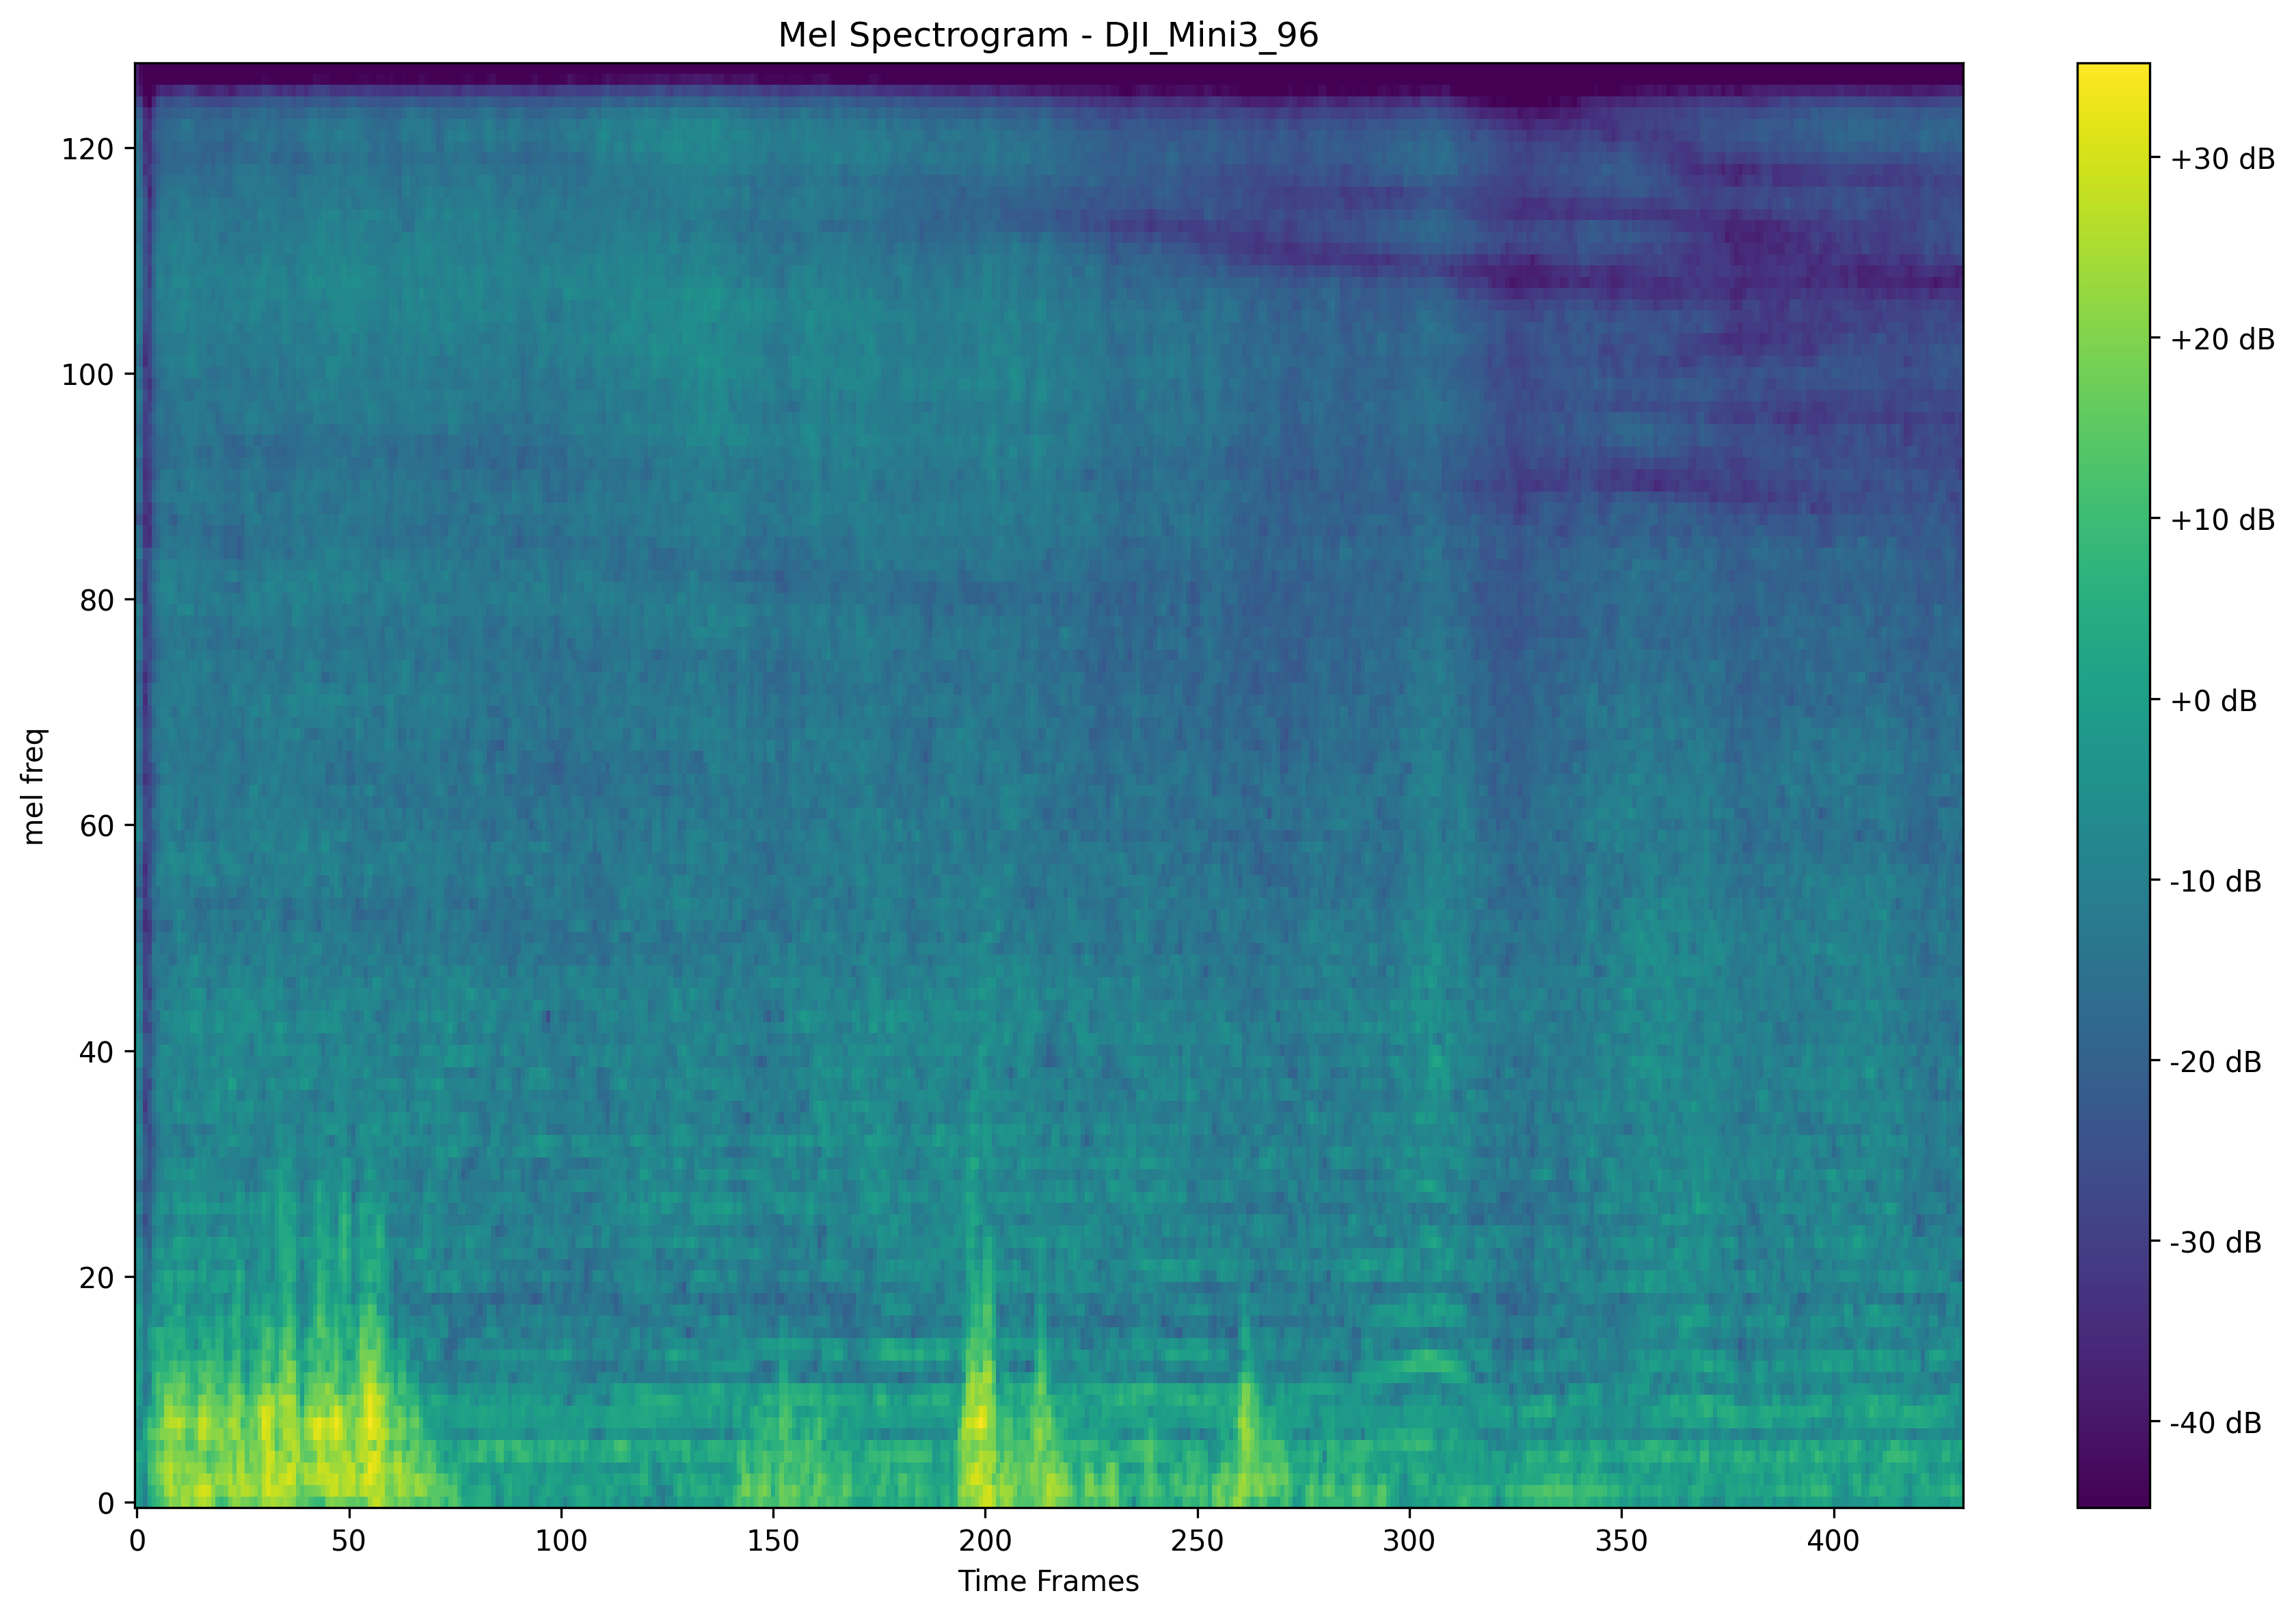 Mel Spectrogram - DJI_Mini3_96
120
100
80
60
40
20
0
mel freq
0 50 100 150 200 250 300 350 400
Time Frames
+30 dB
+20 dB
+10 dB
+0 dB
-10 dB
-20 dB
-30 dB
-40 dB